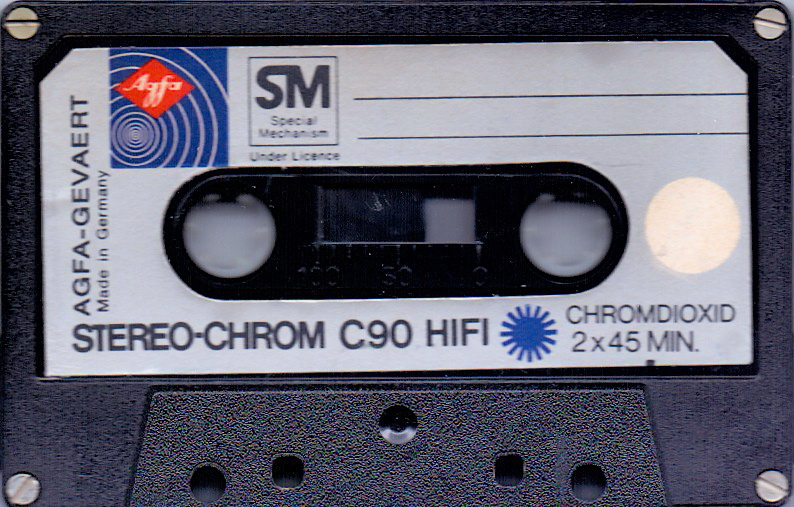 Agfa
SM
Special
Mechanism
Under Licence
AGFA-GEVAERT
Made in Germany
100 50 0
STEREO-CHROM C90 HIFI
CHROMDIOXID
2x45 MIN.